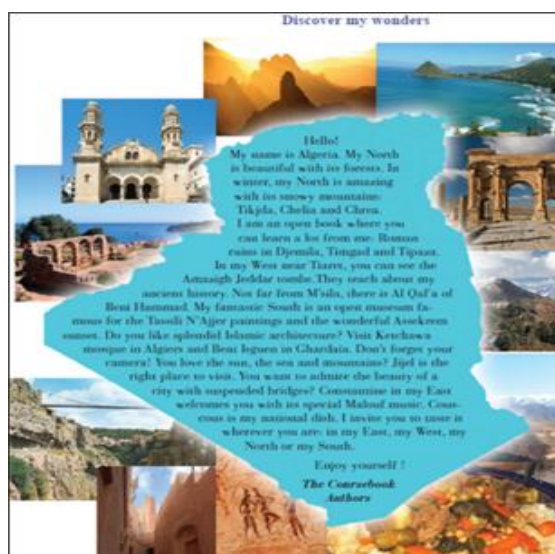 Discover my wonders
Hello!
My name is Algeria. My North
is beautiful with its forests. In
winter, my North is amazing
with its snowy mountains:
Tikjda, Chelia and Chrea.
I am an open book where you
can learn a lot from me: Roman
ruins in Djemila, Timgad and Tipaza.
In my West near Tiaret, you can see the
Amazigh Jeddar tombs.They teach about my
ancient history. Not far from M'sila, there is Al Qal'a of
Beni Hammad. My fantastic South is an open museum fa-
mous for the Tassili N'Ajjer paintings and the wonderful Assekrem
sunset. Do you like splendid Islamic architecture? Visit Ketchawa
mosque in Algiers and Beni Isguen in Ghardaia. Don't forget your
camera! You love the sun, the sea and mountains? Jijel is the
right place to visit. You want to admire the beauty of a
city with suspended bridges? Constantine in my East
welcomes you with its special Malouf music. Cous-
cous is my national dish. I invite you to taste it
wherever you are: in my East, my West, my
North or my South.
Enjoy yourself !
The Coursebook
Authors